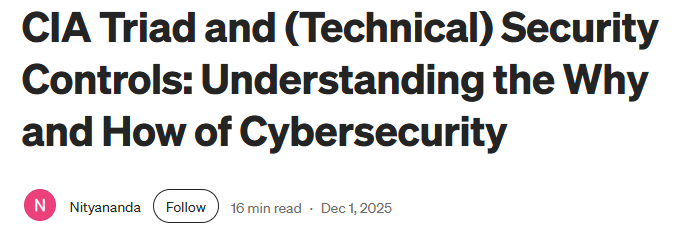 CIA Triad and (Technical) Security
Controls: Understanding the Why
and How of Cybersecurity
N Nityananda Follow 16 min read · Dec 1, 2025